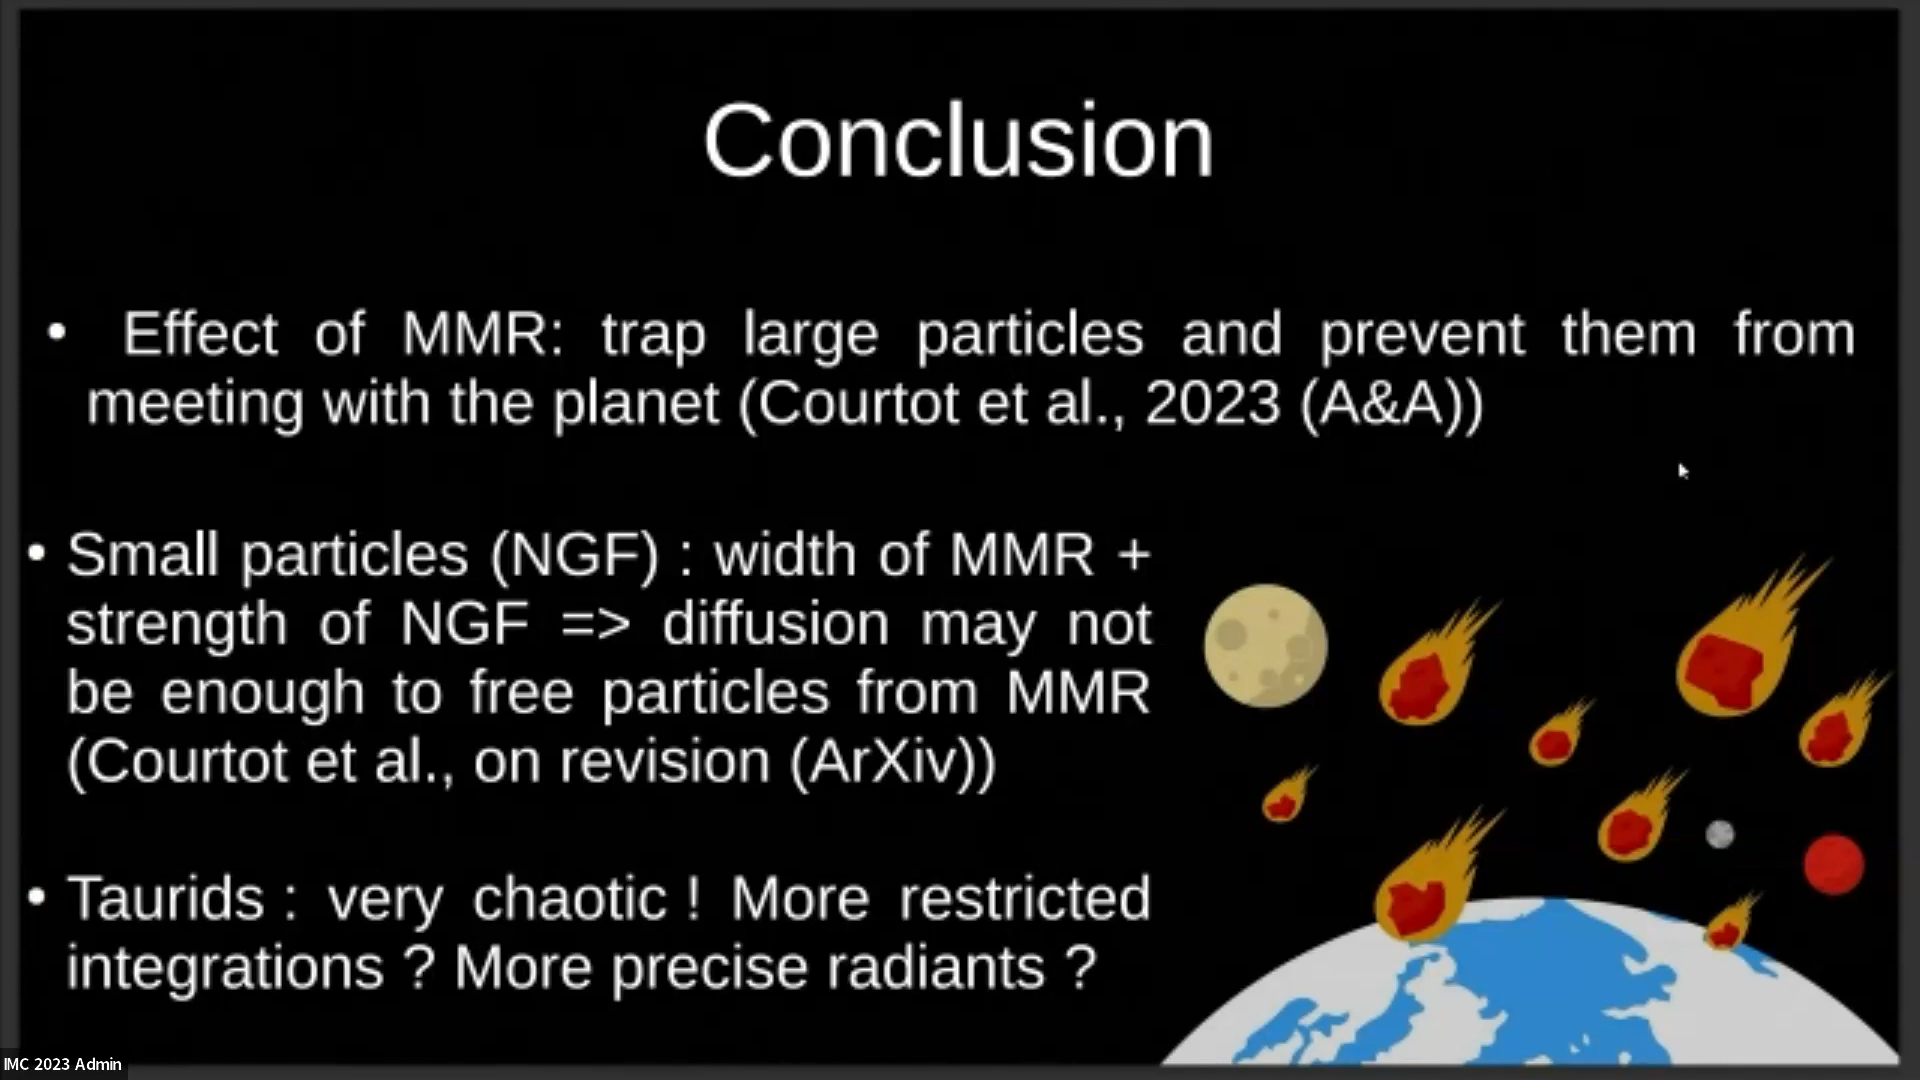 Conclusion
• Effect of MMR: trap large particles and prevent them from
meeting with the planet (Courtot et al., 2023 (A&A))
• Small particles (NGF) : width of MMR +
strength of NGF => diffusion may not
be enough to free particles from MMR
(Courtot et al., on revision (ArXiv))
• Taurids : very chaotic ! More restricted
integrations ? More precise radiants ?
IMC 2023 Admin